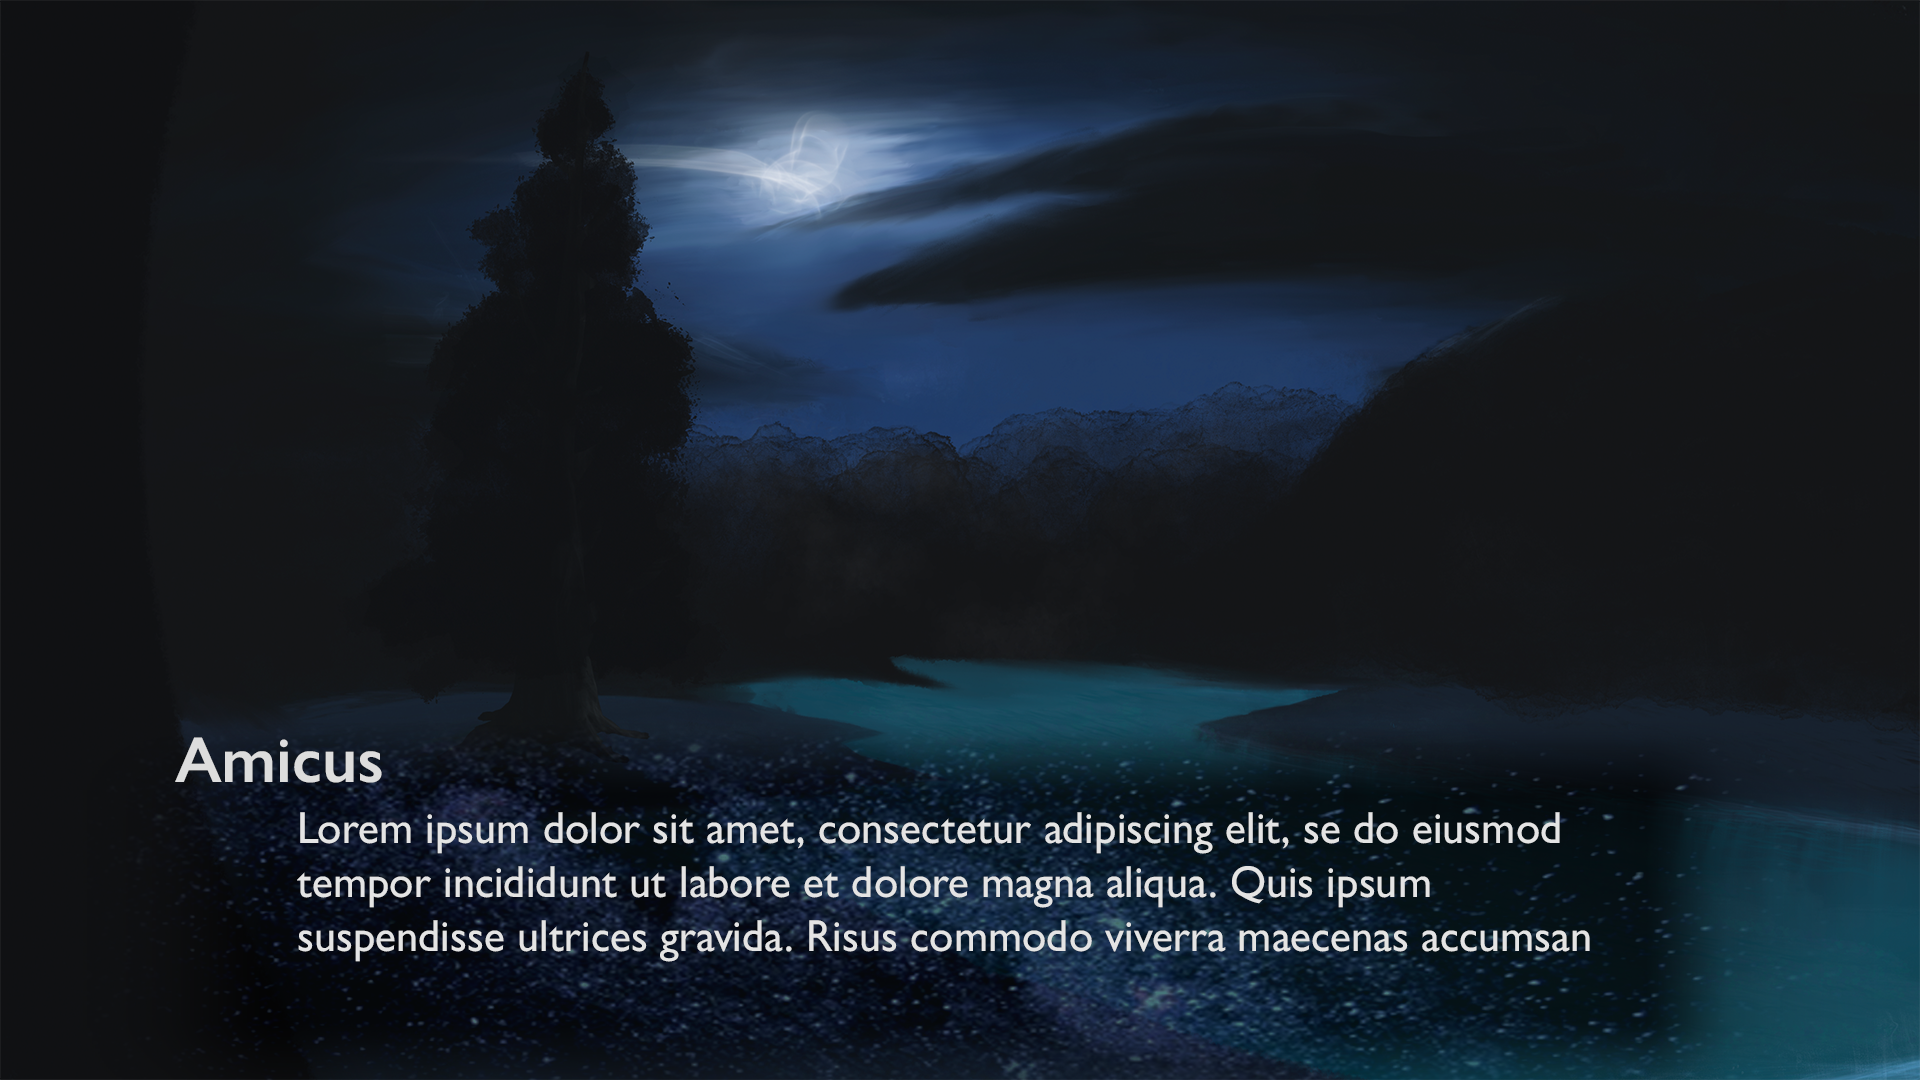 Amicus
Lorem ipsum dolor sit amet, consectetur adipiscing elit, se do eiusmod
tempor incididunt ut labore et dolore magna aliqua. Quis ipsum
suspendisse ultrices gravida. Risus commodo viverra maecenas accumsan